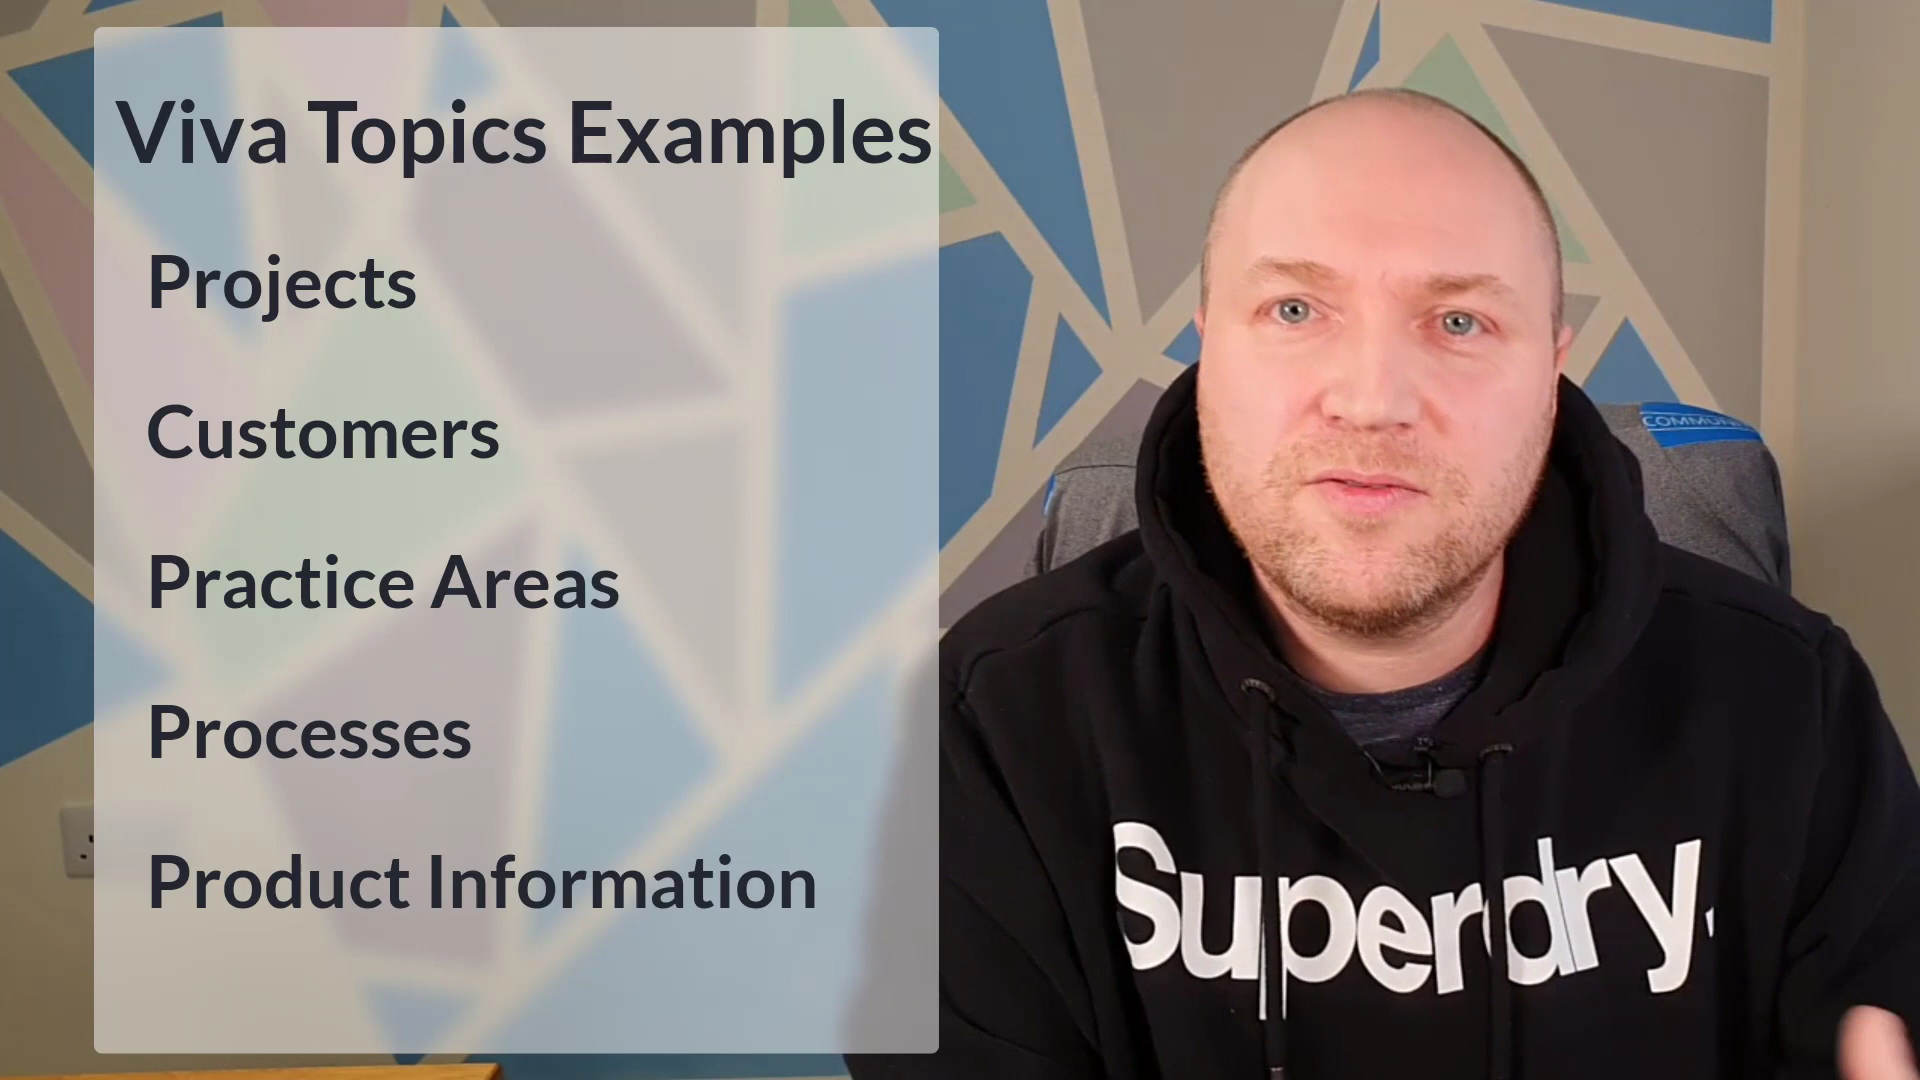 Viva Topics Examples
Projects
Customers
Practice Areas
Processes
Product Information
Superdry.